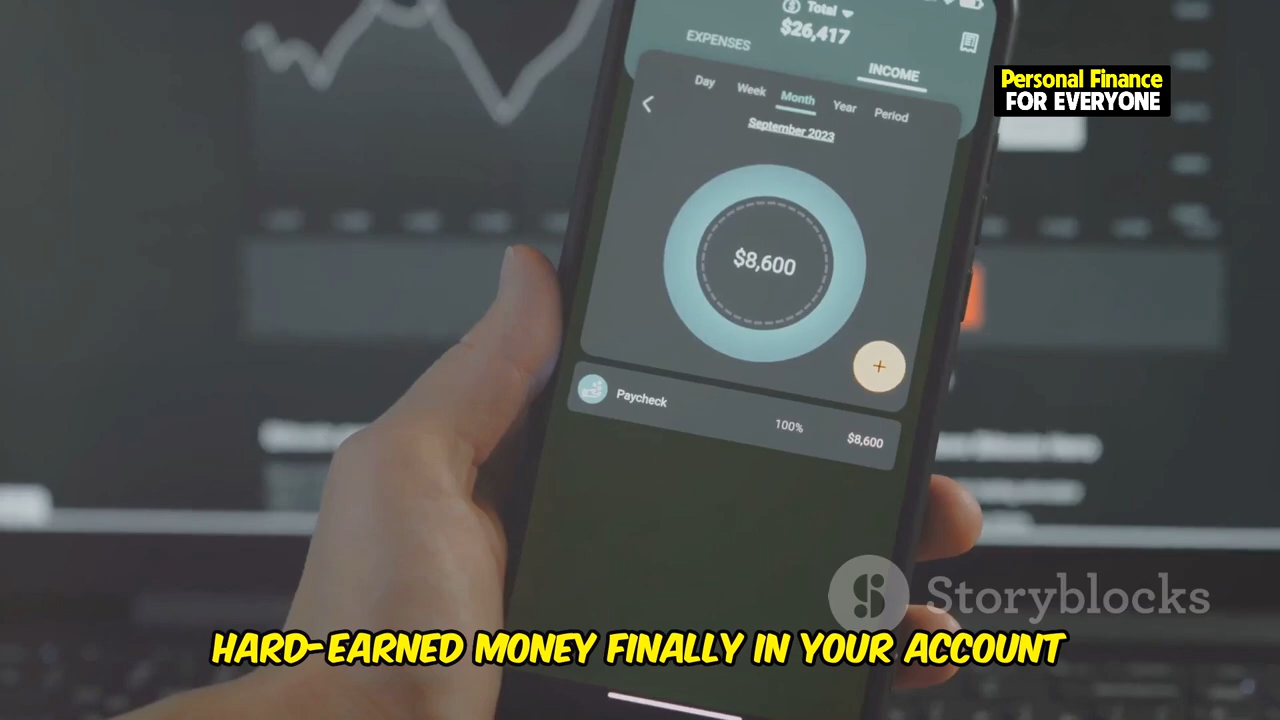 Total
$26,417
EXPENSES
INCOME
Day Week Month Year Period
September 2023
$8,600
+
Paycheck 100% $8,600
Personal Finance
FOR EVERYONE
Storyblocks
HARD-EARNED MONEY FINALLY IN YOUR ACCOUNT